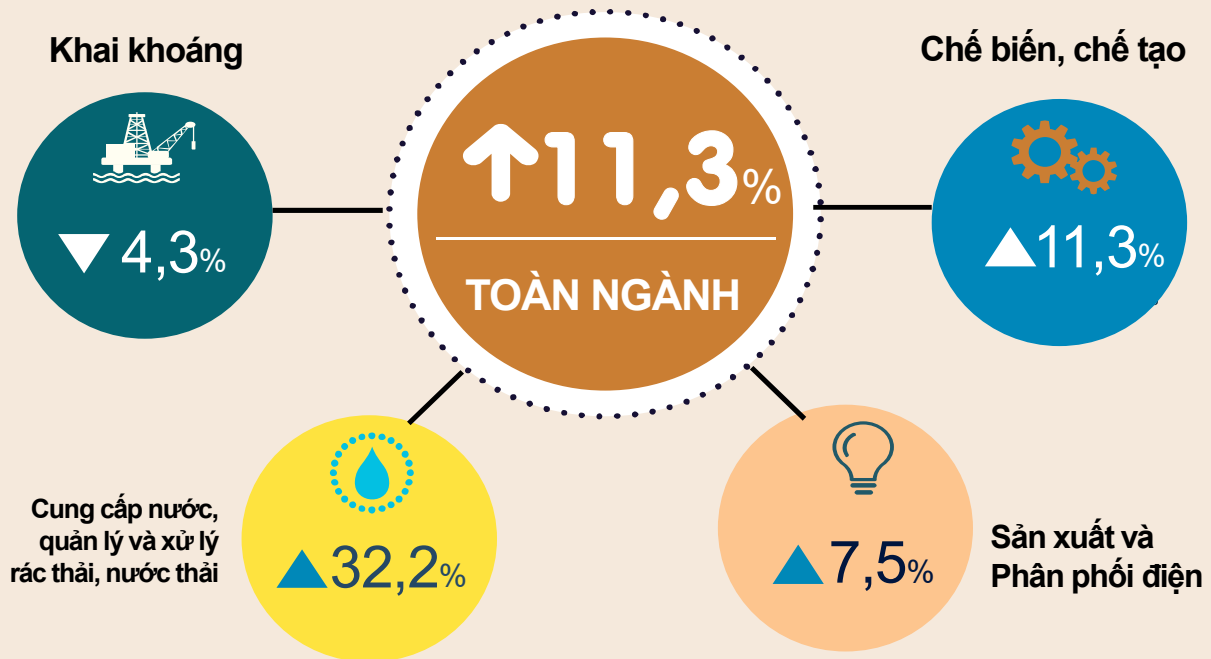 Khai khoáng
▼ 4,3%
↑11,3%
TOÀN NGÀNH
Chế biến, chế tạo
▲11,3%
Cung cấp nước,
quản lý và xử lý
rác thải, nước thải
▲32,2%
▲7,5%
Sản xuất và
Phân phối điện